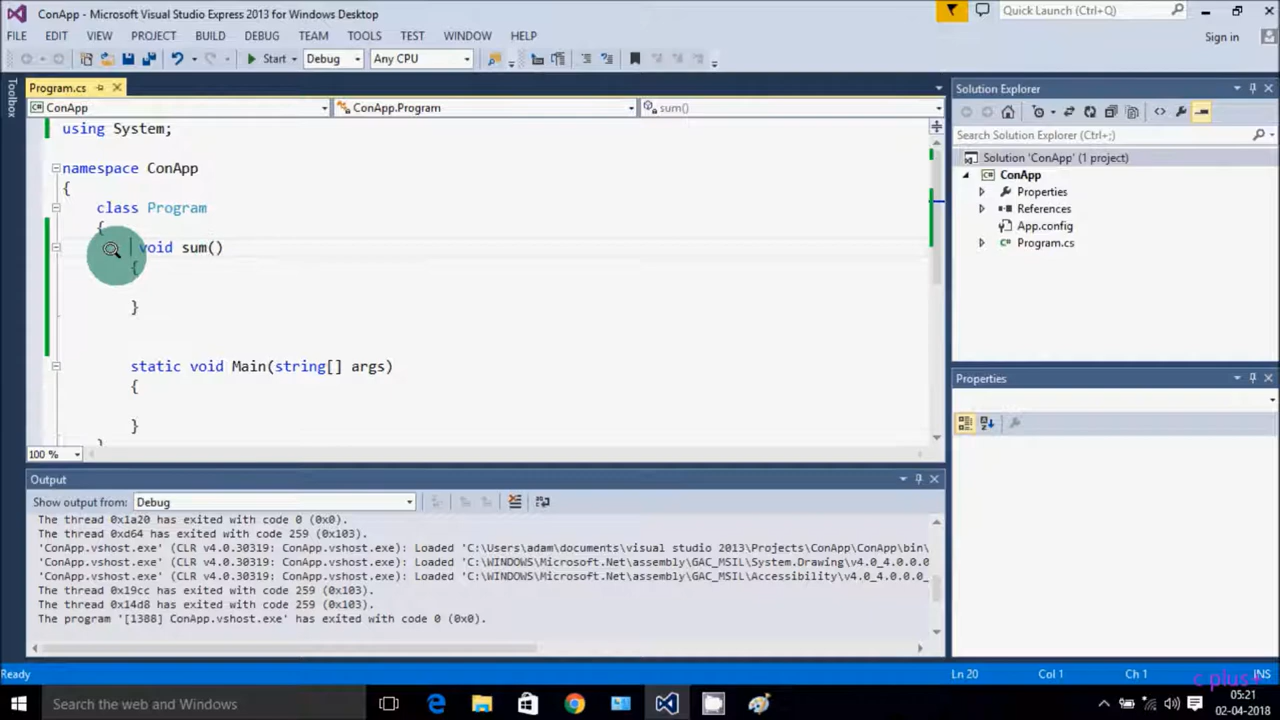 ConApp - Microsoft Visual Studio Express 2013 for Windows Desktop
Quick Launch (Ctrl+Q)
FILE EDIT VIEW PROJECT BUILD DEBUG TEAM TOOLS TEST WINDOW HELP
Sign in
Start Debug Any CPU
Toolbox
Program.cs
ConApp ConApp.Program sum()
using System;
namespace ConApp
{
class Program
{
void sum()
{
}
static void Main(string[] args)
{
}
}
100 %
Solution Explorer
Search Solution Explorer (Ctrl+;)
Solution 'ConApp' (1 project)
ConApp
Properties
References
App.config
Program.cs
Properties
Output
Show output from: Debug
The thread 0x1a20 has exited with code 0 (0x0).
The thread 0xd64 has exited with code 259 (0x103).
'ConApp.vshost.exe' (CLR v4.0.30319: ConApp.vshost.exe): Loaded 'C:\Users\adam\documents\visual studio 2013\Projects\ConApp\ConApp\bin\
'ConApp.vshost.exe' (CLR v4.0.30319: ConApp.vshost.exe): Loaded 'C:\WINDOWS\Microsoft.Net\assembly\GAC_MSIL\System.Drawing\v4.0_4.0.0.0_
'ConApp.vshost.exe' (CLR v4.0.30319: ConApp.vshost.exe): Loaded 'C:\WINDOWS\Microsoft.Net\assembly\GAC_MSIL\Accessibility\v4.0_4.0.0.0_
The thread 0x19cc has exited with code 259 (0x103).
The thread 0x14d8 has exited with code 259 (0x103).
The program '[1388] ConApp.vshost.exe' has exited with code 0 (0x0).
Ready Ln 20 Col 1 Ch 1 INS
c plus+
Search the Web and Windows
05:21
02-04-2018